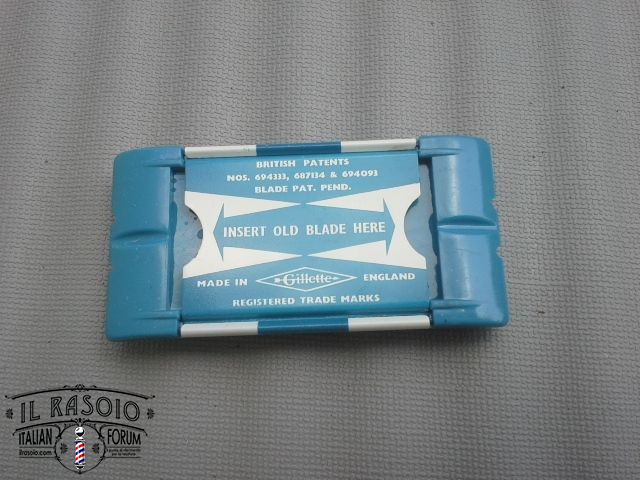 BRITISH PATENTS
NOS. 694333, 687134 & 694093
BLADE PAT. PEND.
INSERT OLD BLADE HERE
MADE IN Gillette ENGLAND
REGISTERED TRADE MARKS
IL RASOIO
ITALIAN FORUM
ilrasoio.com